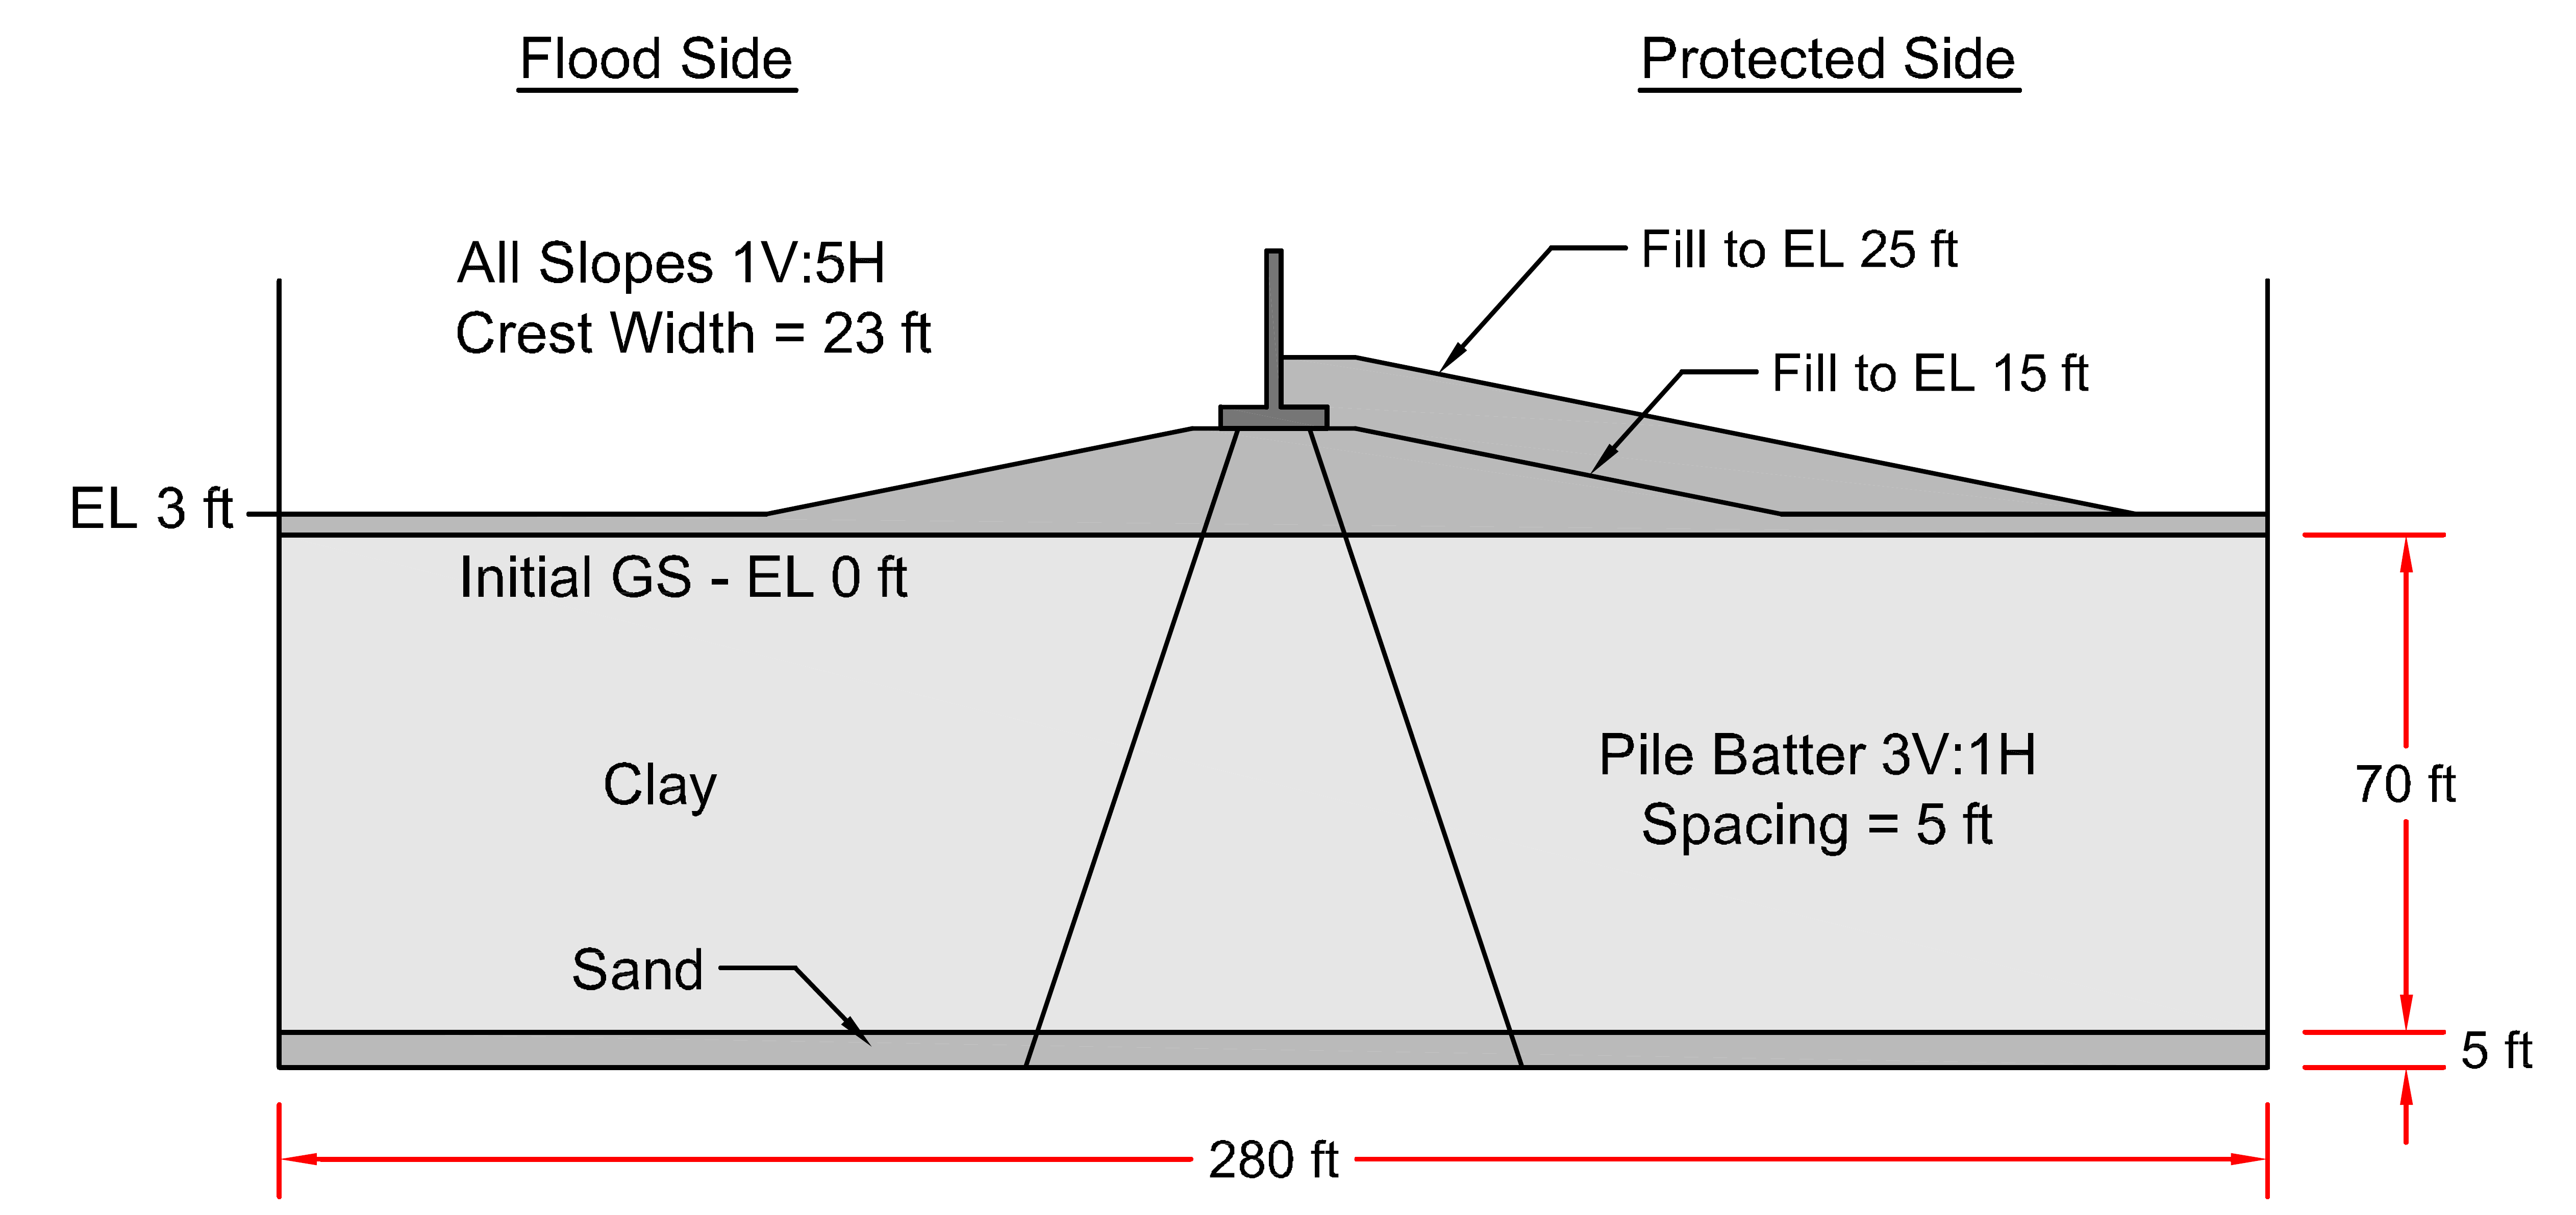 Flood Side
Protected Side
All Slopes 1V:5H
Crest Width = 23 ft
Fill to EL 25 ft
Fill to EL 15 ft
EL 3 ft
Initial GS - EL 0 ft
Clay
Pile Batter 3V:1H
Spacing = 5 ft
70 ft
Sand
5 ft
280 ft